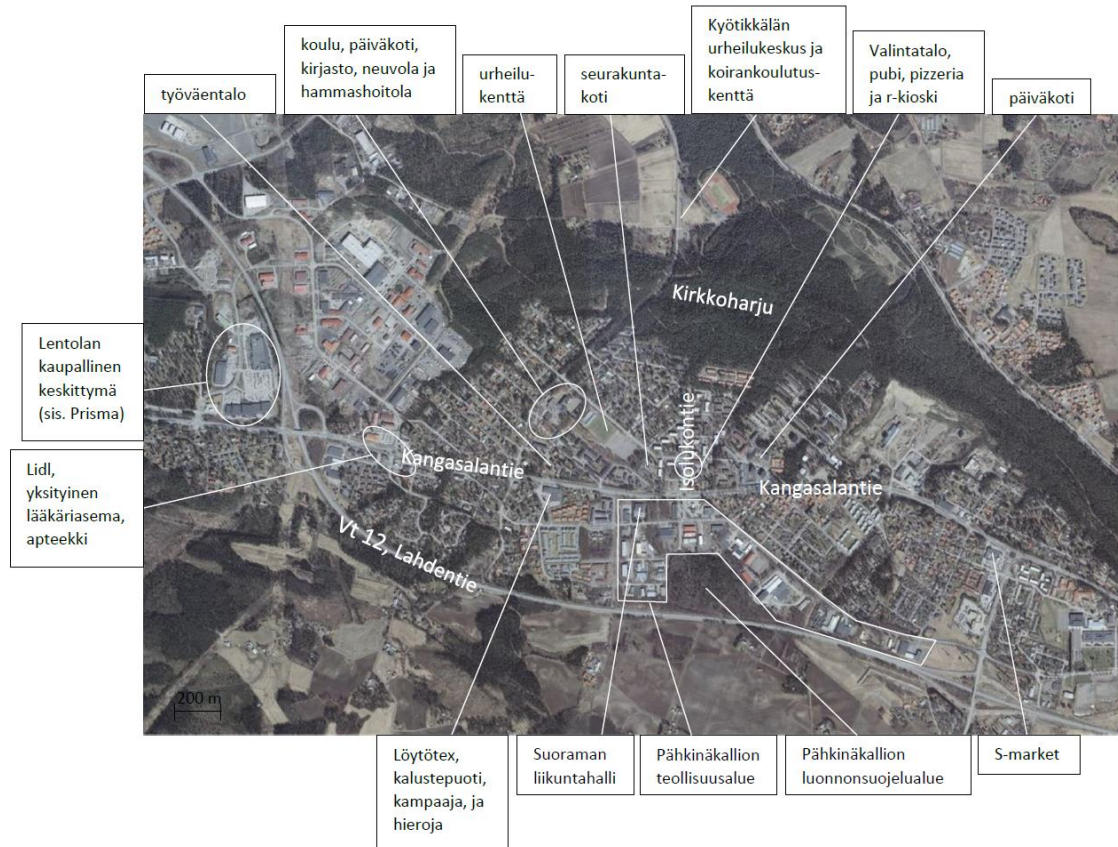 työväentalo
koulu, päiväkoti,
kirjasto, neuvola ja
hammashoitola
urheilu-
kenttä
seurakunta-
koti
Kyötikkälän
urheilukeskus ja
koirankoulutus-
kenttä
Valintatalo,
pubi, pizzeria
ja r-kioski
päiväkoti
Kirkkoharju
Lentolan
kaupallinen
keskittymä
(sis. Prisma)
Lidl,
yksityinen
lääkäriasema,
apteekki
Kangasalantie
Isolukontie
Kangasalantie
Vt 12, Lahdentie
200 m
Löytötex,
kalustepuoti,
kampaaja, ja
hieroja
Suoraman
liikuntahalli
Pähkinäkallion
teollisuusalue
Pähkinäkallion
luonnonsuojelualue
S-market